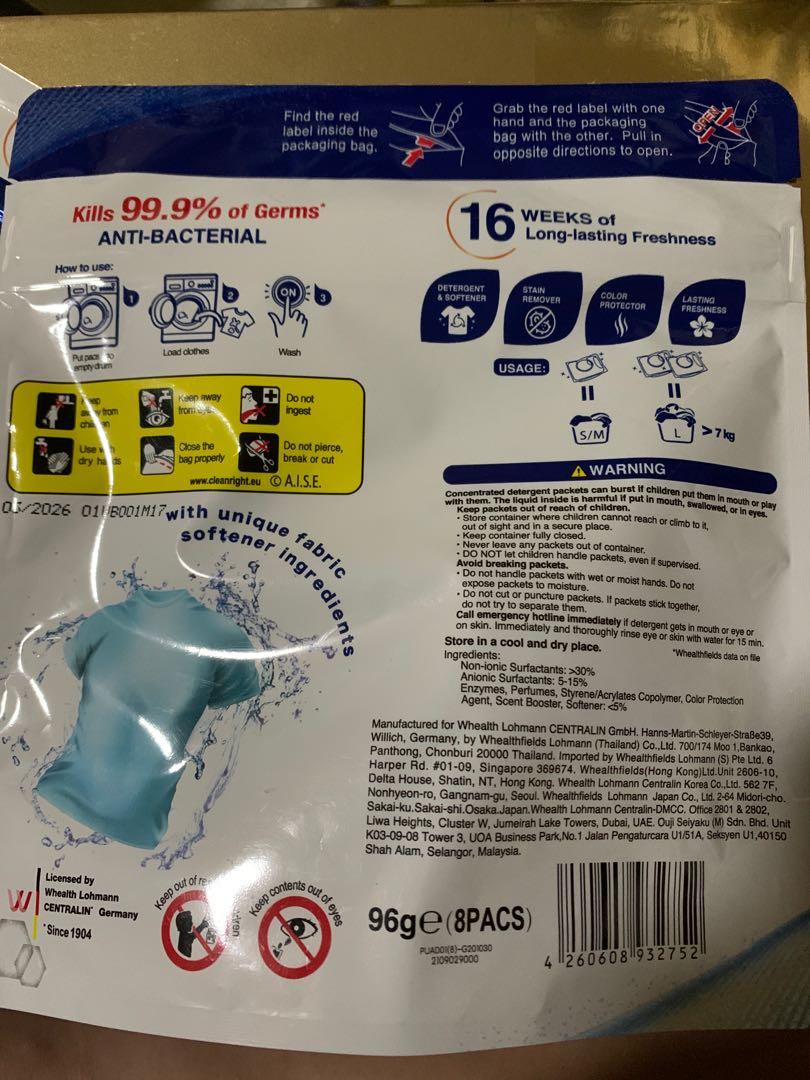 Find the red
label inside the
packaging bag.
Grab the red label with one
hand and the packaging
bag with the other. Pull in
opposite directions to open.
OPEN
Kills 99.9% of Germs*
ANTI-BACTERIAL
16 WEEKS of
Long-lasting Freshness
How to use:
1
2
ON
3
Put pacs
empty drum
Load clothes
Wash
DETERGENT
& SOFTENER
STAIN
REMOVER
COLOR
PROTECTOR
LASTING
FRESHNESS
USAGE:
S/M
L
>7kg
Keep
away from
children
Keep away
from eyes
Do not
ingest
Use with
dry hands
Close the
bag properly
Do not pierce,
break or cut
www.cleanright.eu © A.I.S.E.
/2026 01 B001M17
with unique fabric
softener ingredients
WARNING
Concentrated detergent packets can burst if children put them in mouth or play
with them. The liquid inside is harmful if put in mouth, swallowed, or in eyes.
Keep packets out of reach of children.
• Store container where children cannot reach or climb to it,
out of sight and in a secure place.
• Keep container fully closed.
• Never leave any packets out of container.
• DO NOT let children handle packets, even if supervised.
Avoid breaking packets.
• Do not handle packets with wet or moist hands. Do not
expose packets to moisture.
• Do not cut or puncture packets. If packets stick together,
do not try to separate them.
Call emergency hotline immediately if detergent gets in mouth or eye or
on skin. Immediately and thoroughly rinse eye or skin with water for 15 min.
Store in a cool and dry place.
*Whealthfields data on file
Ingredients:
Non-ionic Surfactants: >30%
Anionic Surfactants: 5-15%
Enzymes, Perfumes, Styrene/Acrylates Copolymer, Color Protection
Agent, Scent Booster, Softener: <5%
Manufactured for Whealth Lohmann CENTRALIN GmbH. Hanns-Martin-Schleyer-Straße39,
Willich, Germany, by Whealthfields Lohmann (Thailand) Co.,Ltd. 700/174 Moo 1,Bankao,
Panthong, Chonburi 20000 Thailand. Imported by Whealthfields Lohmann (S) Pte Ltd. 6
Harper Rd. #01-09, Singapore 369674. Whealthfields(Hong Kong)Ltd.Unit 2606-10,
Delta House, Shatin, NT, Hong Kong. Whealth Lohmann Centralin Korea Co.,Ltd. 562 7F,
Nonhyeon-ro, Gangnam-gu, Seoul. Whealthfields Lohmann Japan Co., Ltd. 2-64 Midori-cho.
Sakai-ku.Sakai-shi.Osaka.Japan.Whealth Lohmann Centralin-DMCC. Office 2801 & 2802,
Liwa Heights, Cluster W, Jumeirah Lake Towers, Dubai, UAE. Ouji Seiyaku (M) Sdn. Bhd. Unit
K03-09-08 Tower 3, UOA Business Park,No.1 Jalan Pengaturcara U1/51A, Seksyen U1,40150
Shah Alam, Selangor, Malaysia.
Licensed by
Whealth Lohmann
CENTRALIN* Germany
*Since 1904
Keep out of
Keep contents out of eyes
96g℮(8PACS)
PUAD01(8)-G201030
2109029000
4 260608 932752